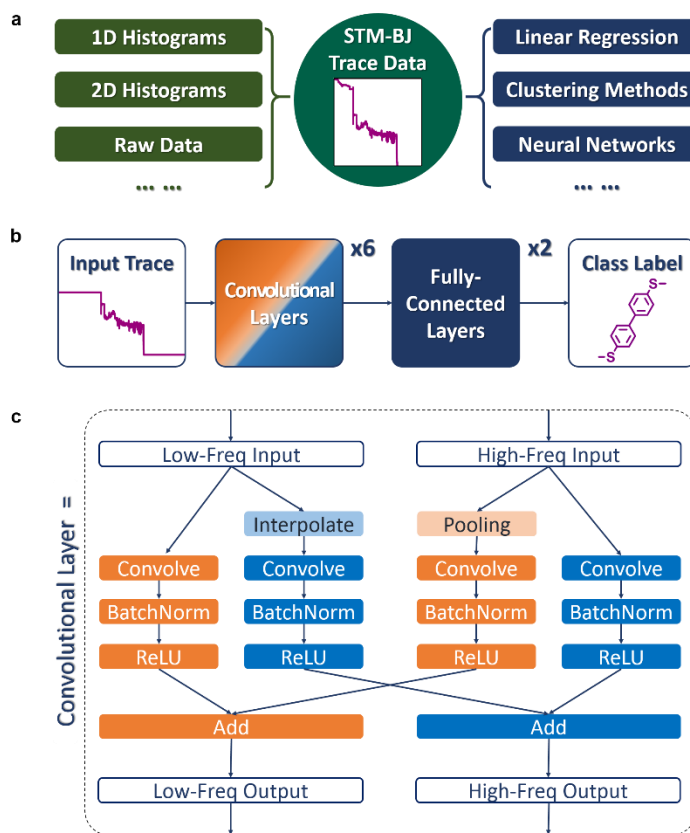 a
1D Histograms
2D Histograms
Raw Data
... ...
STM-BJ
Trace Data
Linear Regression
Clustering Methods
Neural Networks
... ...
b
Input Trace
Convolutional
Layers
x6
Fully-
Connected
Layers
x2
Class Label
S
S
c
Convolutional Layer =
Low-Freq Input
High-Freq Input
Interpolate
Pooling
Convolve
Convolve
Convolve
Convolve
BatchNorm
BatchNorm
BatchNorm
BatchNorm
ReLU
ReLU
ReLU
ReLU
Add
Add
Low-Freq Output
High-Freq Output